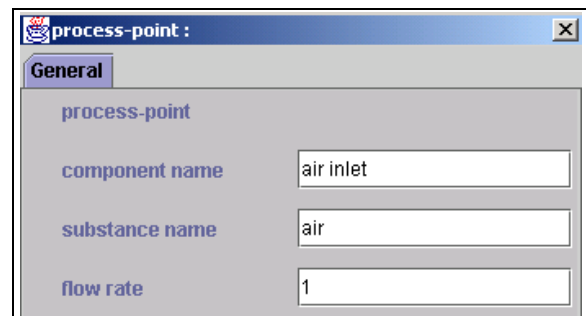 process-point :
General
process-point
component name air inlet
substance name air
flow rate 1